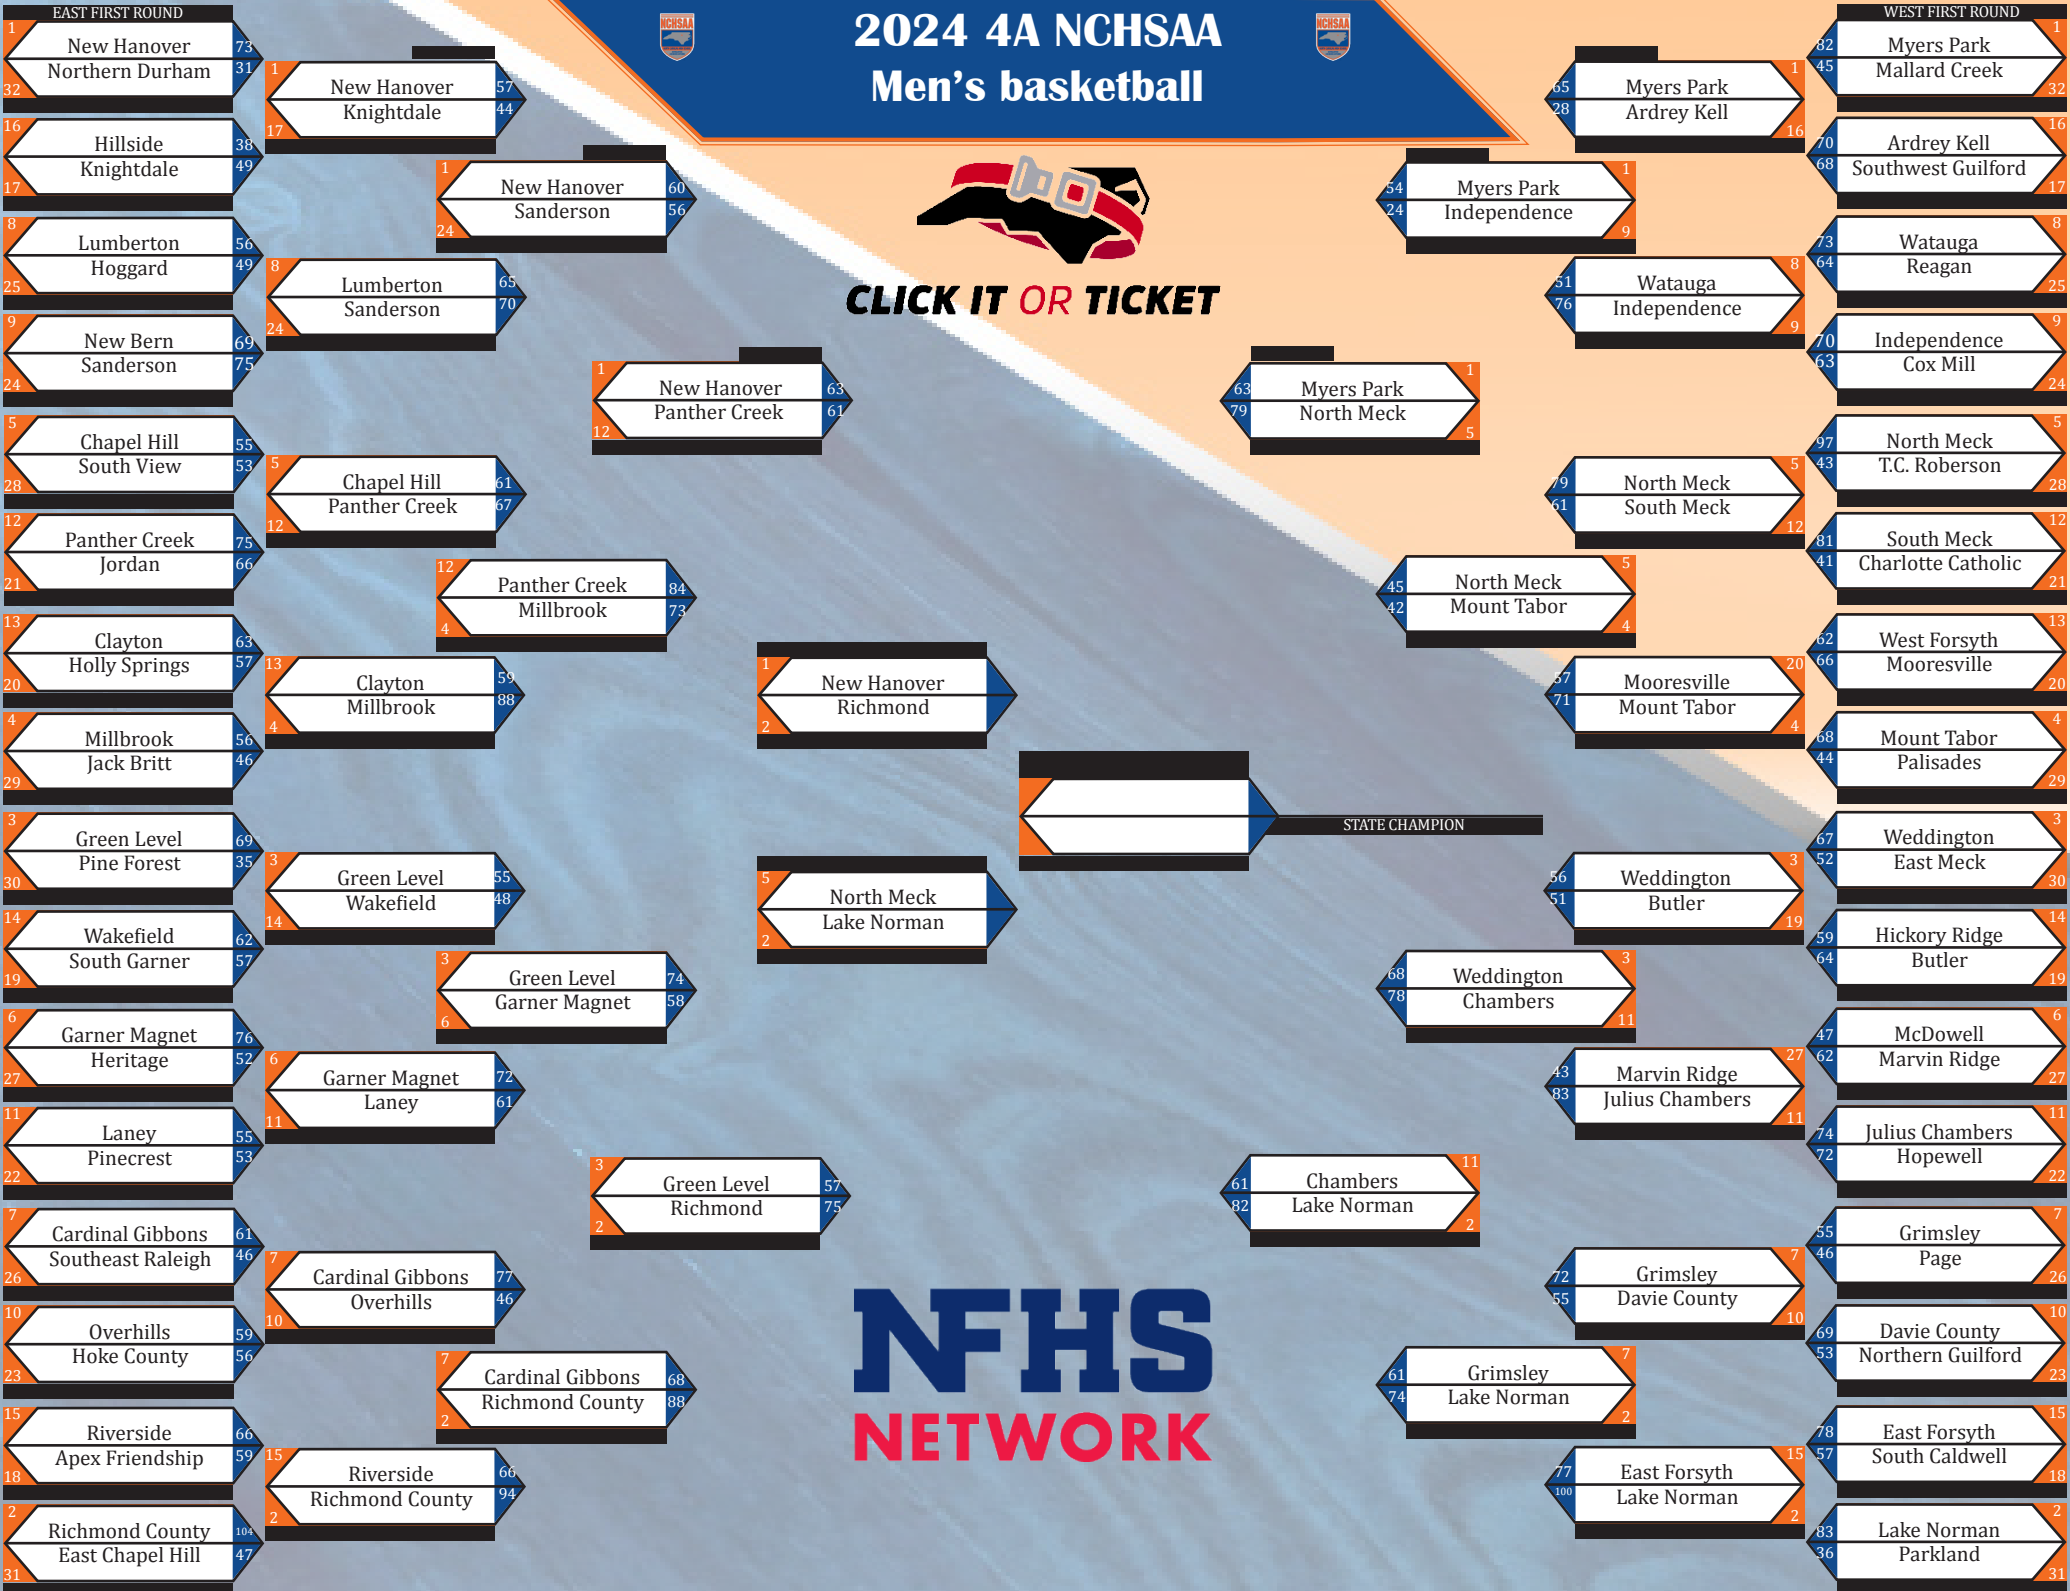 2024 4A NCHSAA
Men's basketball
NCHSAA
NCHSAA
CLICK IT OR TICKET
EAST FIRST ROUND
1
New Hanover 73
Northern Durham 31
32
16
Hillside 38
Knightdale 49
17
8
Lumberton 56
Hoggard 49
25
9
New Bern 69
Sanderson 75
24
5
Chapel Hill 55
South View 53
28
12
Panther Creek 75
Jordan 66
21
13
Clayton 63
Holly Springs 57
20
4
Millbrook 56
Jack Britt 46
29
3
Green Level 69
Pine Forest 35
30
14
Wakefield 62
South Garner 57
19
6
Garner Magnet 76
Heritage 52
27
11
Laney 55
Pinecrest 53
22
7
Cardinal Gibbons 61
Southeast Raleigh 46
26
10
Overhills 59
Hoke County 56
23
15
Riverside 66
Apex Friendship 59
18
2
Richmond County 104
East Chapel Hill 47
31
1
New Hanover 57
Knightdale 44
17
8
Lumberton 65
Sanderson 70
24
5
Chapel Hill 61
Panther Creek 67
12
13
Clayton 59
Millbrook 88
4
3
Green Level 55
Wakefield 48
14
6
Garner Magnet 72
Laney 61
11
7
Cardinal Gibbons 77
Overhills 46
10
15
Riverside 66
Richmond County 94
2
1
New Hanover 60
Sanderson 56
24
12
Panther Creek 84
Millbrook 73
4
3
Green Level 74
Garner Magnet 58
6
7
Cardinal Gibbons 68
Richmond County 88
2
1
New Hanover 63
Panther Creek 61
12
3
Green Level 57
Richmond 75
2
1
New Hanover
Richmond
2
5
North Meck
Lake Norman
2
STATE CHAMPION
1
63 Myers Park
79 North Meck
5
11
61 Chambers
82 Lake Norman
2
1
54 Myers Park
24 Independence
9
5
45 North Meck
42 Mount Tabor
4
3
68 Weddington
78 Chambers
11
7
61 Grimsley
74 Lake Norman
2
1
65 Myers Park
28 Ardrey Kell
16
8
51 Watauga
76 Independence
9
5
79 North Meck
61 South Meck
12
20
57 Mooresville
71 Mount Tabor
4
3
56 Weddington
51 Butler
19
27
43 Marvin Ridge
83 Julius Chambers
11
7
72 Grimsley
55 Davie County
10
15
77 East Forsyth
100 Lake Norman
2
WEST FIRST ROUND
1
82 Myers Park
45 Mallard Creek
32
16
70 Ardrey Kell
68 Southwest Guilford
17
8
73 Watauga
64 Reagan
25
9
70 Independence
63 Cox Mill
24
5
97 North Meck
43 T.C. Roberson
28
12
81 South Meck
41 Charlotte Catholic
21
13
62 West Forsyth
66 Mooresville
20
4
68 Mount Tabor
44 Palisades
29
3
67 Weddington
52 East Meck
30
14
59 Hickory Ridge
64 Butler
19
6
47 McDowell
62 Marvin Ridge
27
11
74 Julius Chambers
72 Hopewell
22
7
55 Grimsley
46 Page
26
10
69 Davie County
53 Northern Guilford
23
15
78 East Forsyth
57 South Caldwell
18
2
83 Lake Norman
36 Parkland
31
NFHS
NETWORK